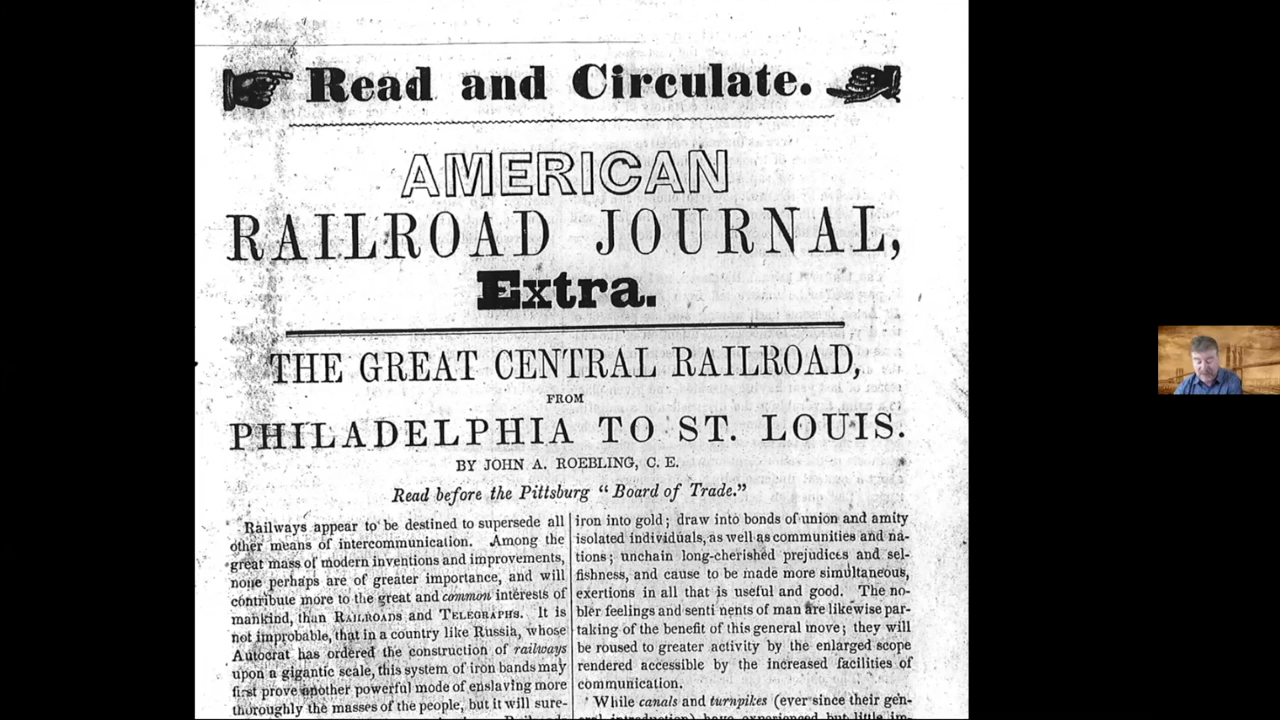 Read and Circulate.
AMERICAN
RAILROAD JOURNAL,
Extra.
THE GREAT CENTRAL RAILROAD,
FROM
PHILADELPHIA TO ST. LOUIS.
BY JOHN A. ROEBLING, C. E.
Read before the Pittsburg “Board of Trade.”
Railways appear to be destined to supersede all
other means of intercommunication. Among the
great mass of modern inventions and improvements,
none perhaps are of greater importance, and will
contribute more to the great and common interests of
mankind, than RAILROADS and TELEGRAPHS. It is
not improbable, that in a country like Russia, whose
Autocrat has ordered the construction of railways
upon a gigantic scale, this system of iron bands may
first prove another powerful mode of enslaving more
thoroughly the masses of the people, but it will sure-
iron into gold; draw into bonds of union and amity
isolated individuals, as well as communities and na-
tions; unchain long-cherished prejudices and sel-
fishness, and cause to be made more simultaneous,
exertions in all that is useful and good. The no-
bler feelings and senti nents of man are likewise par-
taking of the benefit of this general move; they will
be roused to greater activity by the enlarged scope
rendered accessible by the increased facilities of
communication.
While canals and turnpikes (ever since their gen-